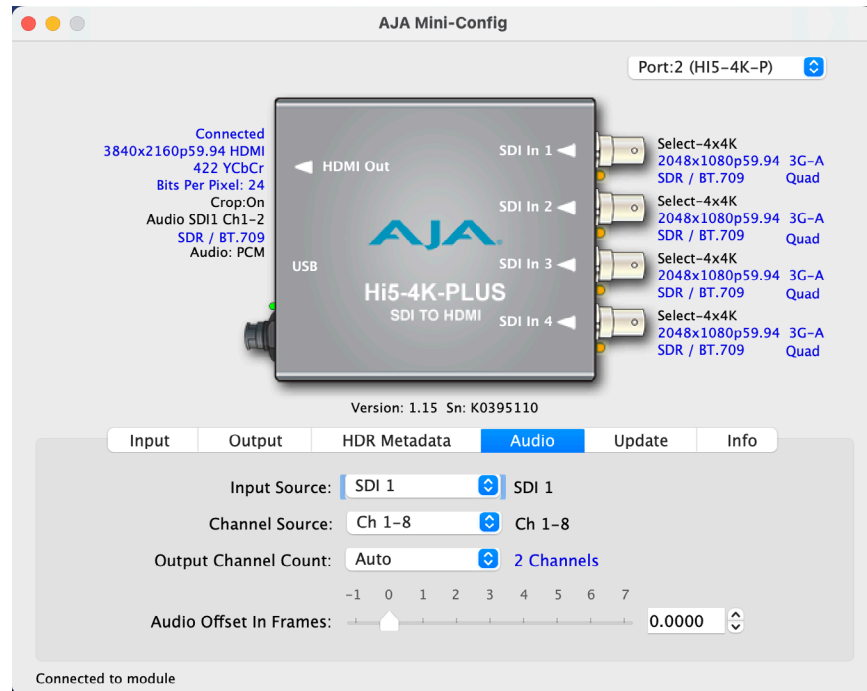 AJA Mini-Config
Port:2 (HI5-4K-P)
Connected
3840x2160p59.94 HDMI
422 YCbCr
Bits Per Pixel: 24
Crop:On
Audio SDI1 Ch1-2
SDR / BT.709
Audio: PCM
HDMI Out
USB
AJA
Hi5-4K-PLUS
SDI TO HDMI
SDI In 1
SDI In 2
SDI In 3
SDI In 4
Select-4x4K
2048x1080p59.94 3G-A
SDR / BT.709 Quad
Select-4x4K
2048x1080p59.94 3G-A
SDR / BT.709 Quad
Select-4x4K
2048x1080p59.94 3G-A
SDR / BT.709 Quad
Select-4x4K
2048x1080p59.94 3G-A
SDR / BT.709 Quad
Version: 1.15 Sn: K0395110
Input Output HDR Metadata Audio Update Info
Input Source: SDI 1 SDI 1
Channel Source: Ch 1-8 Ch 1-8
Output Channel Count: Auto 2 Channels
-1 0 1 2 3 4 5 6 7
Audio Offset In Frames: 0.0000
Connected to module